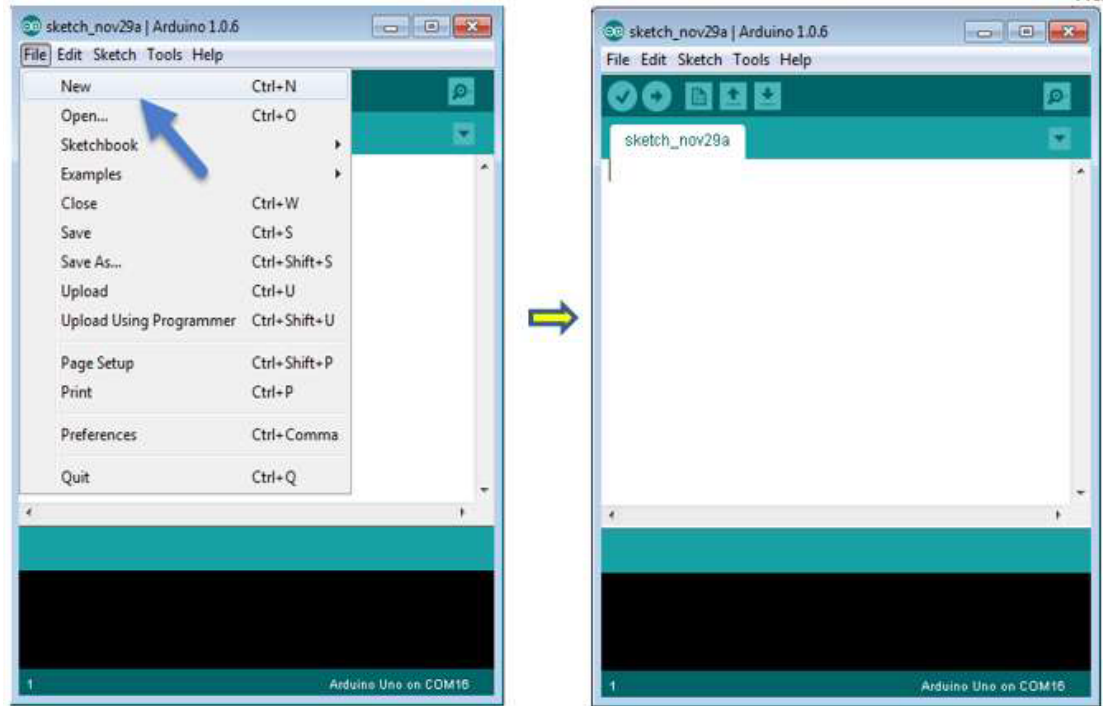 sketch_nov29a | Arduino 1.0.6
File Edit Sketch Tools Help
New Ctrl+N
Open... Ctrl+O
Sketchbook
Examples
Close Ctrl+W
Save Ctrl+S
Save As... Ctrl+Shift+S
Upload Ctrl+U
Upload Using Programmer Ctrl+Shift+U
Page Setup Ctrl+Shift+P
Print Ctrl+P
Preferences Ctrl+Comma
Quit Ctrl+Q
1 Arduino Uno on COM16
sketch_nov29a | Arduino 1.0.6
File Edit Sketch Tools Help
sketch_nov29a
1 Arduino Uno on COM16